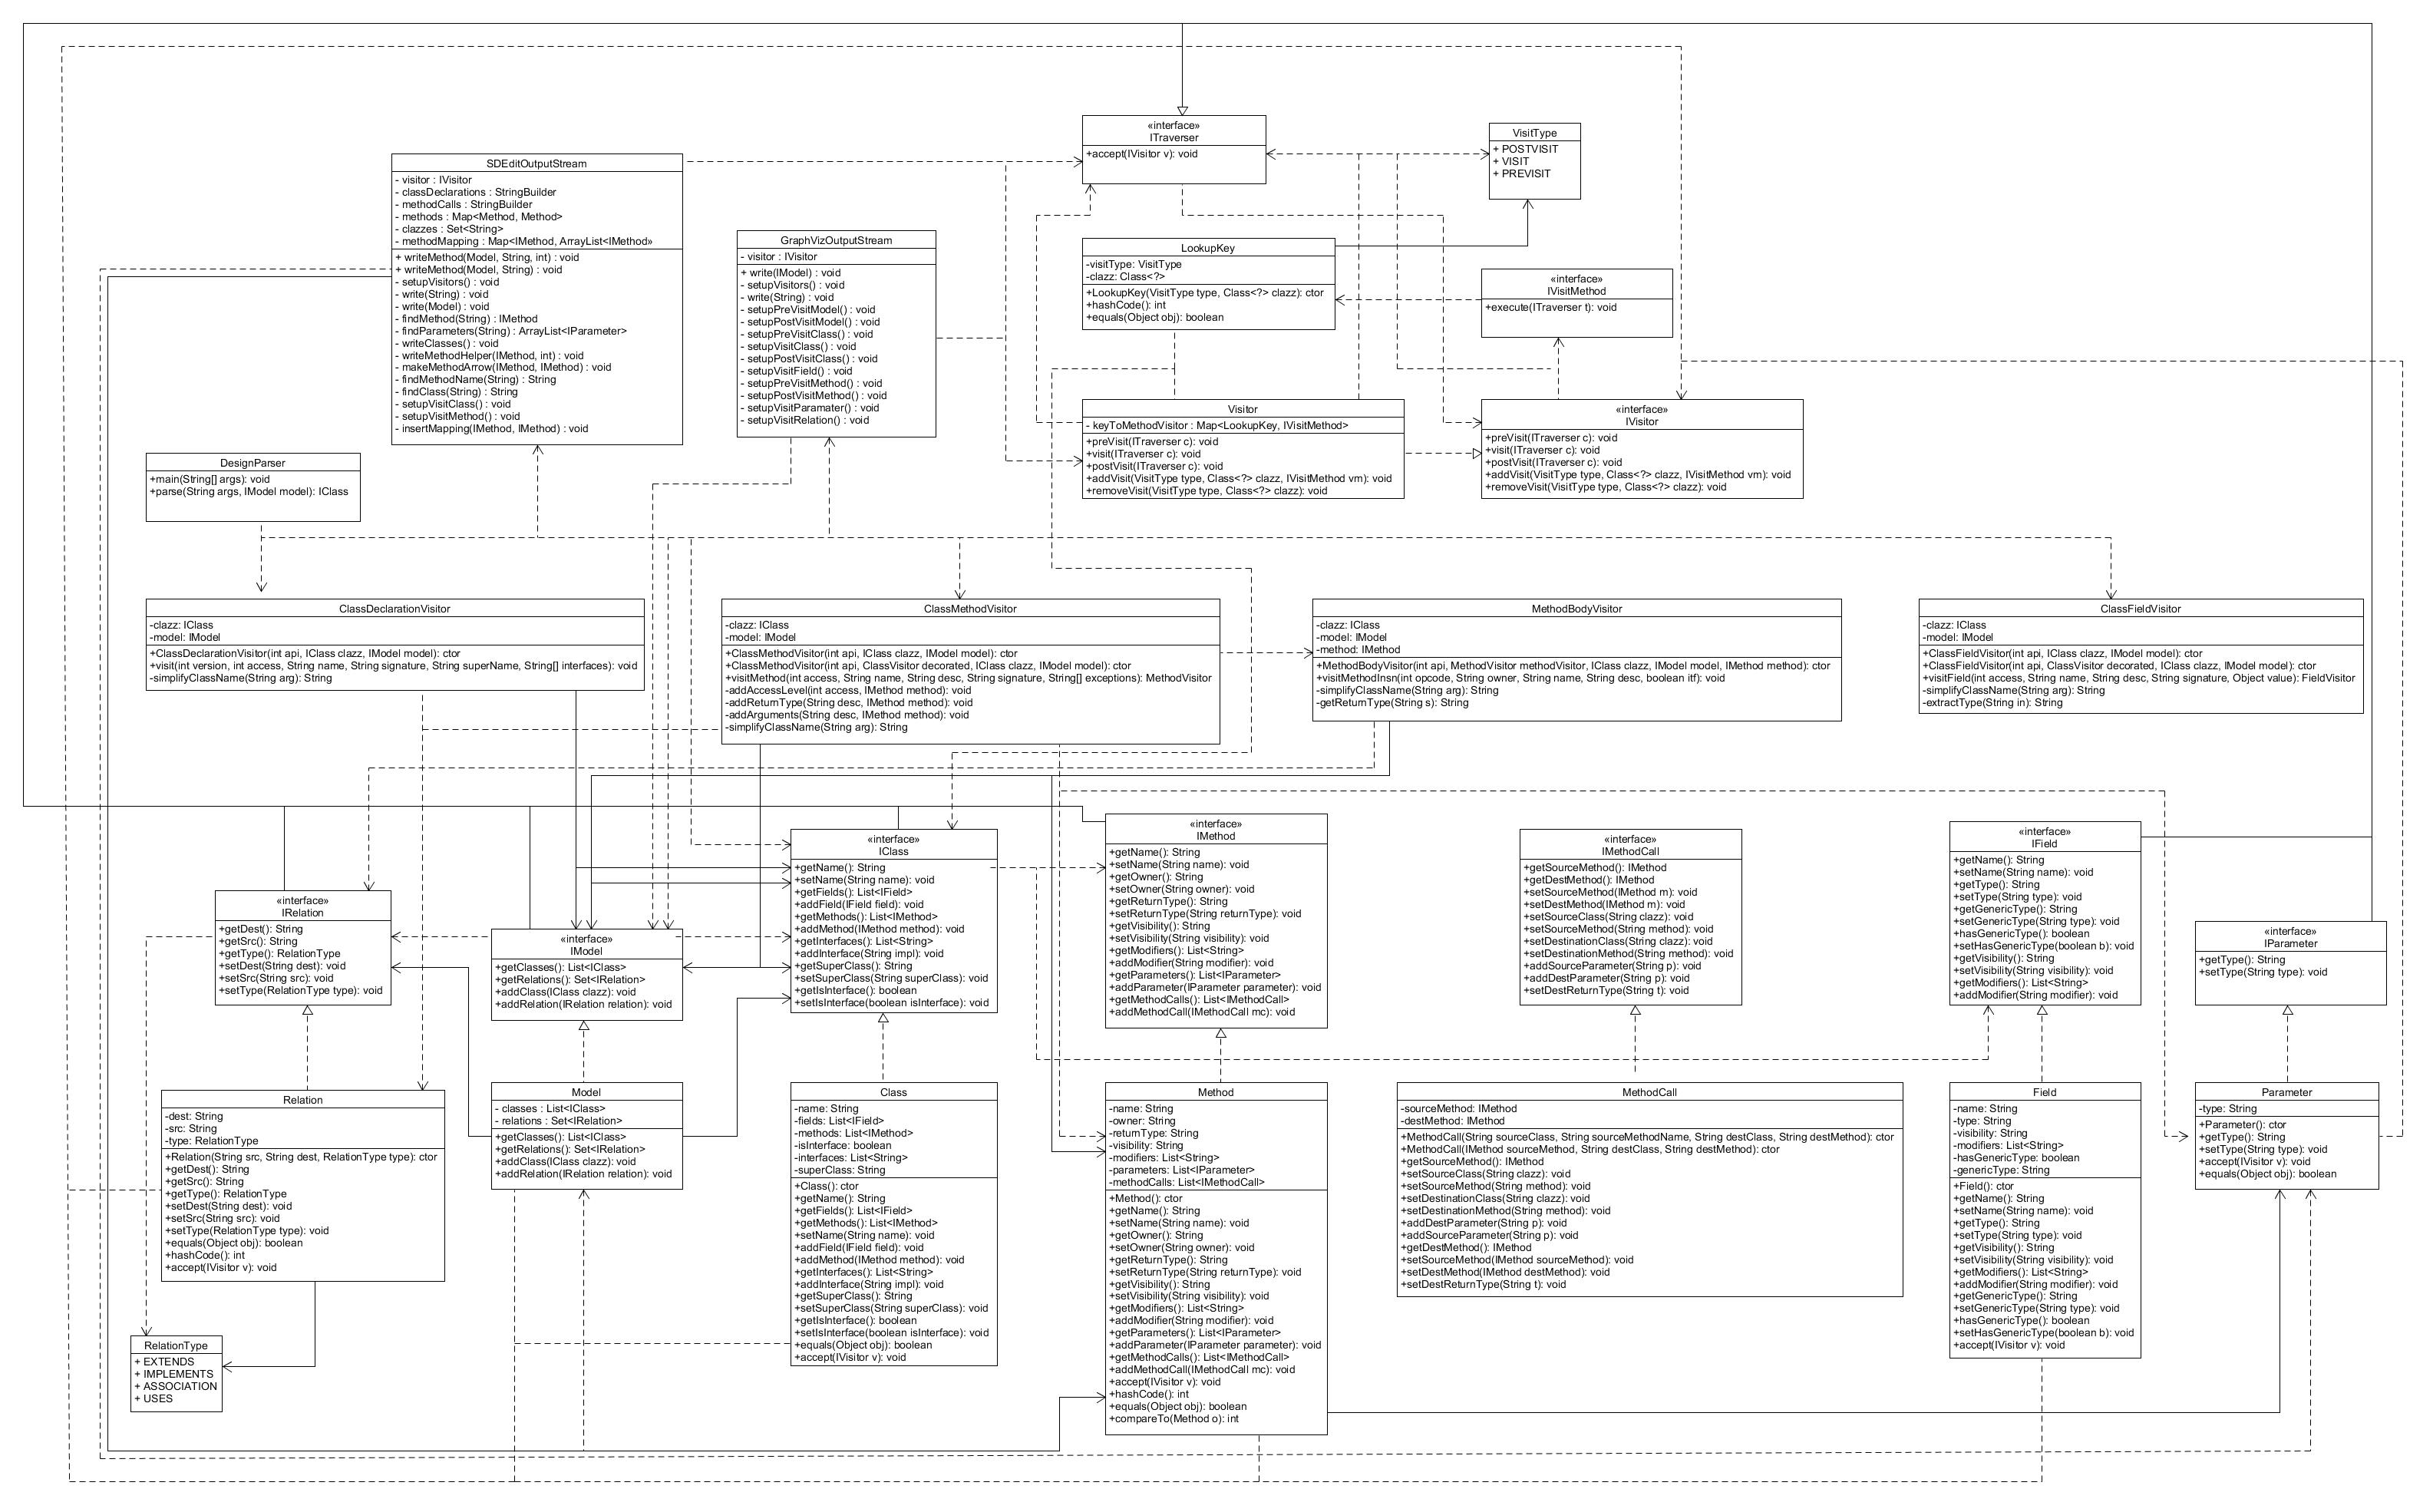 «interface»
ITraverser
+accept(IVisitor v): void
VisitType
+ POSTVISIT
+ VISIT
+ PREVISIT
SDEditOutputStream
- visitor : IVisitor
- classDeclarations : StringBuilder
- methodCalls : StringBuilder
- methods : Map<Method, Method>
- clazzes : Set<String>
- methodMapping : Map<IMethod, ArrayList<IMethod»
+ writeMethod(Model, String, int) : void
+ writeMethod(Model, String) : void
- setupVisitors() : void
- write(String) : void
- write(Model) : void
- findMethod(String) : IMethod
- findParameters(String) : ArrayList<IParameter>
- writeClasses() : void
- writeMethodHelper(IMethod, int) : void
- makeMethodArrow(IMethod, IMethod) : void
- findMethodName(String) : String
- findClass(String) : String
- setupVisitClass() : void
- setupVisitMethod() : void
- insertMapping(IMethod, IMethod) : void
GraphVizOutputStream
- visitor : IVisitor
+ write(IModel) : void
- setupVisitors() : void
- write(String) : void
- setupPreVisitModel() : void
- setupPostVisitModel() : void
- setupPreVisitClass() : void
- setupVisitClass() : void
- setupPostVisitClass() : void
- setupVisitField() : void
- setupPreVisitMethod() : void
- setupPostVisitMethod() : void
- setupVisitParamater() : void
- setupVisitRelation() : void
LookupKey
-visitType: VisitType
-clazz: Class<?>
+LookupKey(VisitType type, Class<?> clazz): ctor
+hashCode(): int
+equals(Object obj): boolean
«interface»
IVisitMethod
+execute(ITraverser t): void
Visitor
- keyToMethodVisitor : Map<LookupKey, IVisitMethod>
+preVisit(ITraverser c): void
+visit(ITraverser c): void
+postVisit(ITraverser c): void
+addVisit(VisitType type, Class<?> clazz, IVisitMethod vm): void
+removeVisit(VisitType type, Class<?> clazz): void
«interface»
IVisitor
+preVisit(ITraverser c): void
+visit(ITraverser c): void
+postVisit(ITraverser c): void
+addVisit(VisitType type, Class<?> clazz, IVisitMethod vm): void
+removeVisit(VisitType type, Class<?> clazz): void
DesignParser
+main(String[] args): void
+parse(String args, IModel model): IClass
ClassDeclarationVisitor
-clazz: IClass
-model: IModel
+ClassDeclarationVisitor(int api, IClass clazz, IModel model): ctor
+visit(int version, int access, String name, String signature, String superName, String[] interfaces): void
-simplifyClassName(String arg): String
ClassMethodVisitor
-clazz: IClass
-model: IModel
+ClassMethodVisitor(int api, IClass clazz, IModel model): ctor
+ClassMethodVisitor(int api, ClassVisitor decorated, IClass clazz, IModel model): ctor
+visitMethod(int access, String name, String desc, String signature, String[] exceptions): MethodVisitor
-addAccessLevel(int access, IMethod method): void
-addReturnType(String desc, IMethod method): void
-addArguments(String desc, IMethod method): void
-simplifyClassName(String arg): String
MethodBodyVisitor
-clazz: IClass
-model: IModel
-method: IMethod
+MethodBodyVisitor(int api, MethodVisitor methodVisitor, IClass clazz, IModel model, IMethod method): ctor
+visitMethodInsn(int opcode, String owner, String name, String desc, boolean itf): void
-simplifyClassName(String arg): String
-getReturnType(String s): String
ClassFieldVisitor
-clazz: IClass
-model: IModel
+ClassFieldVisitor(int api, IClass clazz, IModel model): ctor
+ClassFieldVisitor(int api, ClassVisitor decorated, IClass clazz, IModel model): ctor
+visitField(int access, String name, String desc, String signature, Object value): FieldVisitor
-simplifyClassName(String arg): String
-extractType(String in): String
«interface»
IRelation
+getDest(): String
+getSrc(): String
+getType(): RelationType
+setDest(String dest): void
+setSrc(String src): void
+setType(RelationType type): void
«interface»
IModel
+getClasses(): List<IClass>
+getRelations(): Set<IRelation>
+addClass(IClass clazz): void
+addRelation(IRelation relation): void
«interface»
IClass
+getName(): String
+setName(String name): void
+getFields(): List<IField>
+addField(IField field): void
+getMethods(): List<IMethod>
+addMethod(IMethod method): void
+getInterfaces(): List<String>
+addInterface(String impl): void
+getSuperClass(): String
+setSuperClass(String superClass): void
+getIsInterface(): boolean
+setIsInterface(boolean isInterface): void
«interface»
IMethod
+getName(): String
+setName(String name): void
+getOwner(): String
+setOwner(String owner): void
+getReturnType(): String
+setReturnType(String returnType): void
+getVisibility(): String
+setVisibility(String visibility): void
+getModifiers(): List<String>
+addModifier(String modifier): void
+getParameters(): List<IParameter>
+addParameter(IParameter parameter): void
+getMethodCalls(): List<IMethodCall>
+addMethodCall(IMethodCall mc): void
«interface»
IMethodCall
+getSourceMethod(): IMethod
+getDestMethod(): IMethod
+setSourceMethod(IMethod m): void
+setDestMethod(IMethod m): void
+setSourceClass(String clazz): void
+setSourceMethod(String method): void
+setDestinationClass(String clazz): void
+setDestinationMethod(String method): void
+addSourceParameter(String p): void
+addDestParameter(String p): void
+setDestReturnType(String t): void
«interface»
IField
+getName(): String
+setName(String name): void
+getType(): String
+setType(String type): void
+getGenericType(): String
+setGenericType(String type): void
+hasGenericType(): boolean
+setHasGenericType(boolean b): void
+getVisibility(): String
+setVisibility(String visibility): void
+getModifiers(): List<String>
+addModifier(String modifier): void
«interface»
IParameter
+getType(): String
+setType(String type): void
Relation
-dest: String
-src: String
-type: RelationType
+Relation(String src, String dest, RelationType type): ctor
+getDest(): String
+getSrc(): String
+getType(): RelationType
+setDest(String dest): void
+setSrc(String src): void
+setType(RelationType type): void
+equals(Object obj): boolean
+hashCode(): int
+accept(IVisitor v): void
Model
- classes : List<IClass>
- relations : Set<IRelation>
+getClasses(): List<IClass>
+getRelations(): Set<IRelation>
+addClass(IClass clazz): void
+addRelation(IRelation relation): void
Class
-name: String
-fields: List<IField>
-methods: List<IMethod>
-isInterface: boolean
-interfaces: List<String>
-superClass: String
+Class(): ctor
+getName(): String
+getFields(): List<IField>
+getMethods(): List<IMethod>
+setName(String name): void
+addField(IField field): void
+addMethod(IMethod method): void
+getInterfaces(): List<String>
+addInterface(String impl): void
+getSuperClass(): String
+setSuperClass(String superClass): void
+getIsInterface(): boolean
+setIsInterface(boolean isInterface): void
+equals(Object obj): boolean
+accept(IVisitor v): void
Method
-name: String
-owner: String
-returnType: String
-visibility: String
-modifiers: List<String>
-parameters: List<IParameter>
-methodCalls: List<IMethodCall>
+Method(): ctor
+getName(): String
+setName(String name): void
+getOwner(): String
+setOwner(String owner): void
+getReturnType(): String
+setReturnType(String returnType): void
+getVisibility(): String
+setVisibility(String visibility): void
+getModifiers(): List<String>
+addModifier(String modifier): void
+getParameters(): List<IParameter>
+addParameter(IParameter parameter): void
+getMethodCalls(): List<IMethodCall>
+addMethodCall(IMethodCall mc): void
+accept(IVisitor v): void
+hashCode(): int
+equals(Object obj): boolean
+compareTo(Method o): int
MethodCall
-sourceMethod: IMethod
-destMethod: IMethod
+MethodCall(String sourceClass, String sourceMethodName, String destClass, String destMethod): ctor
+MethodCall(IMethod sourceMethod, String destClass, String destMethod): ctor
+getSourceMethod(): IMethod
+setSourceClass(String clazz): void
+setSourceMethod(String method): void
+setDestinationClass(String clazz): void
+setDestinationMethod(String method): void
+addDestParameter(String p): void
+addSourceParameter(String p): void
+getDestMethod(): IMethod
+setSourceMethod(IMethod sourceMethod): void
+setDestMethod(IMethod destMethod): void
+setDestReturnType(String t): void
Field
-name: String
-type: String
-visibility: String
-modifiers: List<String>
-hasGenericType: boolean
-genericType: String
+Field(): ctor
+getName(): String
+setName(String name): void
+getType(): String
+setType(String type): void
+getVisibility(): String
+setVisibility(String visibility): void
+getModifiers(): List<String>
+addModifier(String modifier): void
+getGenericType(): String
+setGenericType(String type): void
+hasGenericType(): boolean
+setHasGenericType(boolean b): void
+accept(IVisitor v): void
Parameter
-type: String
+Parameter(): ctor
+getType(): String
+setType(String type): void
+accept(IVisitor v): void
+equals(Object obj): boolean
RelationType
+ EXTENDS
+ IMPLEMENTS
+ ASSOCIATION
+ USES